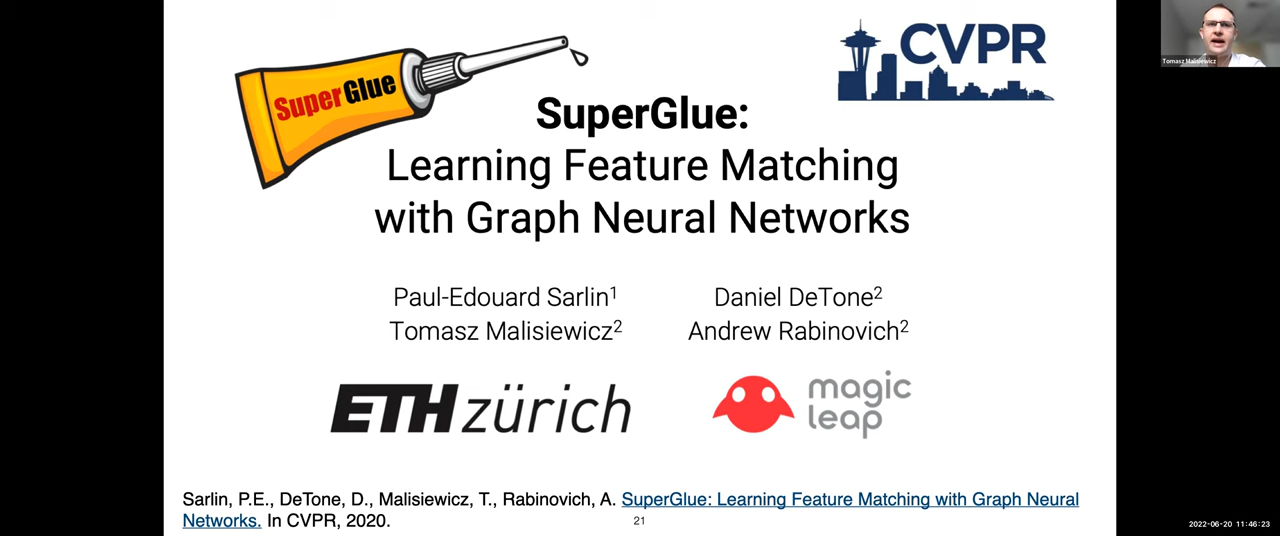 SuperGlue
CVPR
Tomasz Malisiewicz
SuperGlue:
Learning Feature Matching
with Graph Neural Networks
Paul-Edouard Sarlin1
Daniel DeTone2
Tomasz Malisiewicz2
Andrew Rabinovich2
ETH zürich
magic
leap
Sarlin, P.E., DeTone, D., Malisiewicz, T., Rabinovich, A. SuperGlue: Learning Feature Matching with Graph Neural
Networks. In CVPR, 2020.
21
2022-06-20 11:46:23